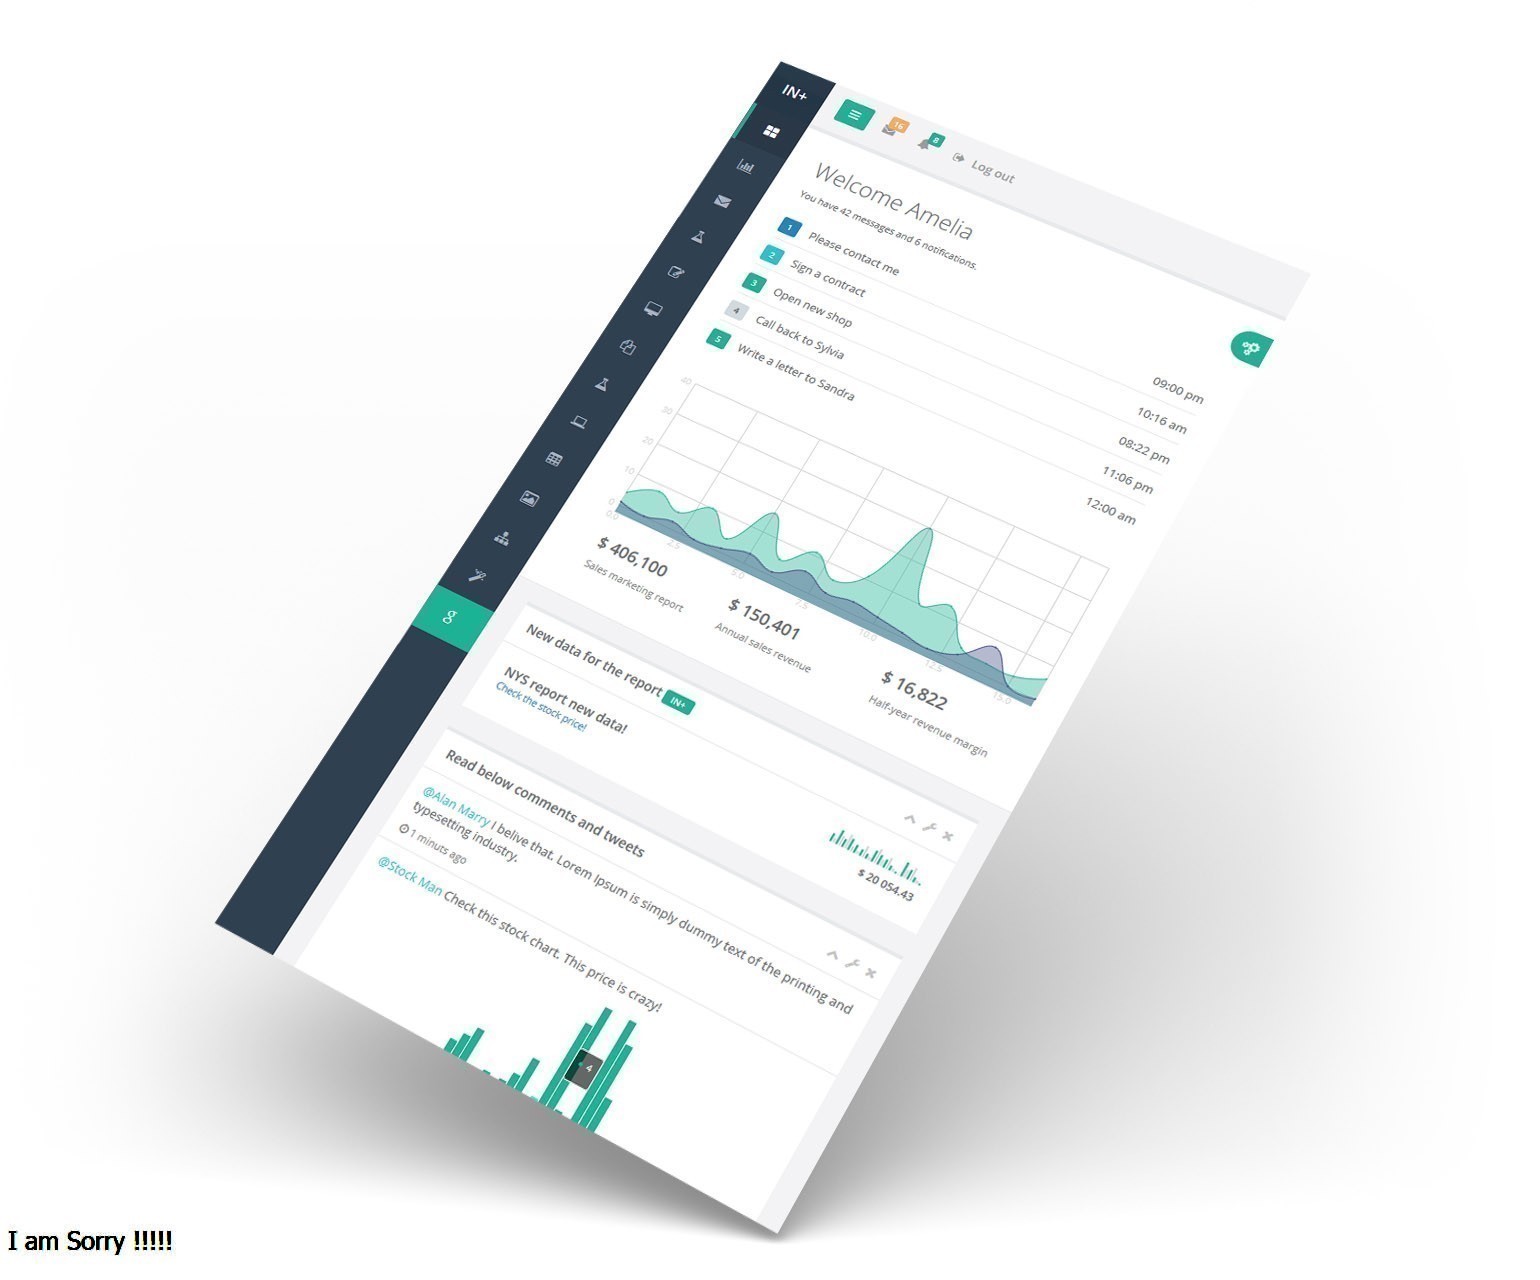 IN+
16
8
Log out
Welcome Amelia
You have 42 messages and 6 notifications.
1 Please contact me 09:00 pm
2 Sign a contract 10:16 am
3 Open new shop 08:22 pm
4 Call back to Sylvia 11:06 pm
5 Write a letter to Sandra 12:00 am
40
30
20
10
0
0.0 2.5 5.0 7.5 10.0 12.5 15.0
$ 406,100
Sales marketing report
$ 150,401
Annual sales revenue
$ 16,822
Half-year revenue margin
New data for the report IN+
NYS report new data!
Check the stock price!
$ 20 054.43
Read below comments and tweets
@Alan Marry I belive that. Lorem Ipsum is simply dummy text of the printing and
typesetting industry.
1 minuts ago
@Stock Man Check this stock chart. This price is crazy!
4
I am Sorry !!!!!